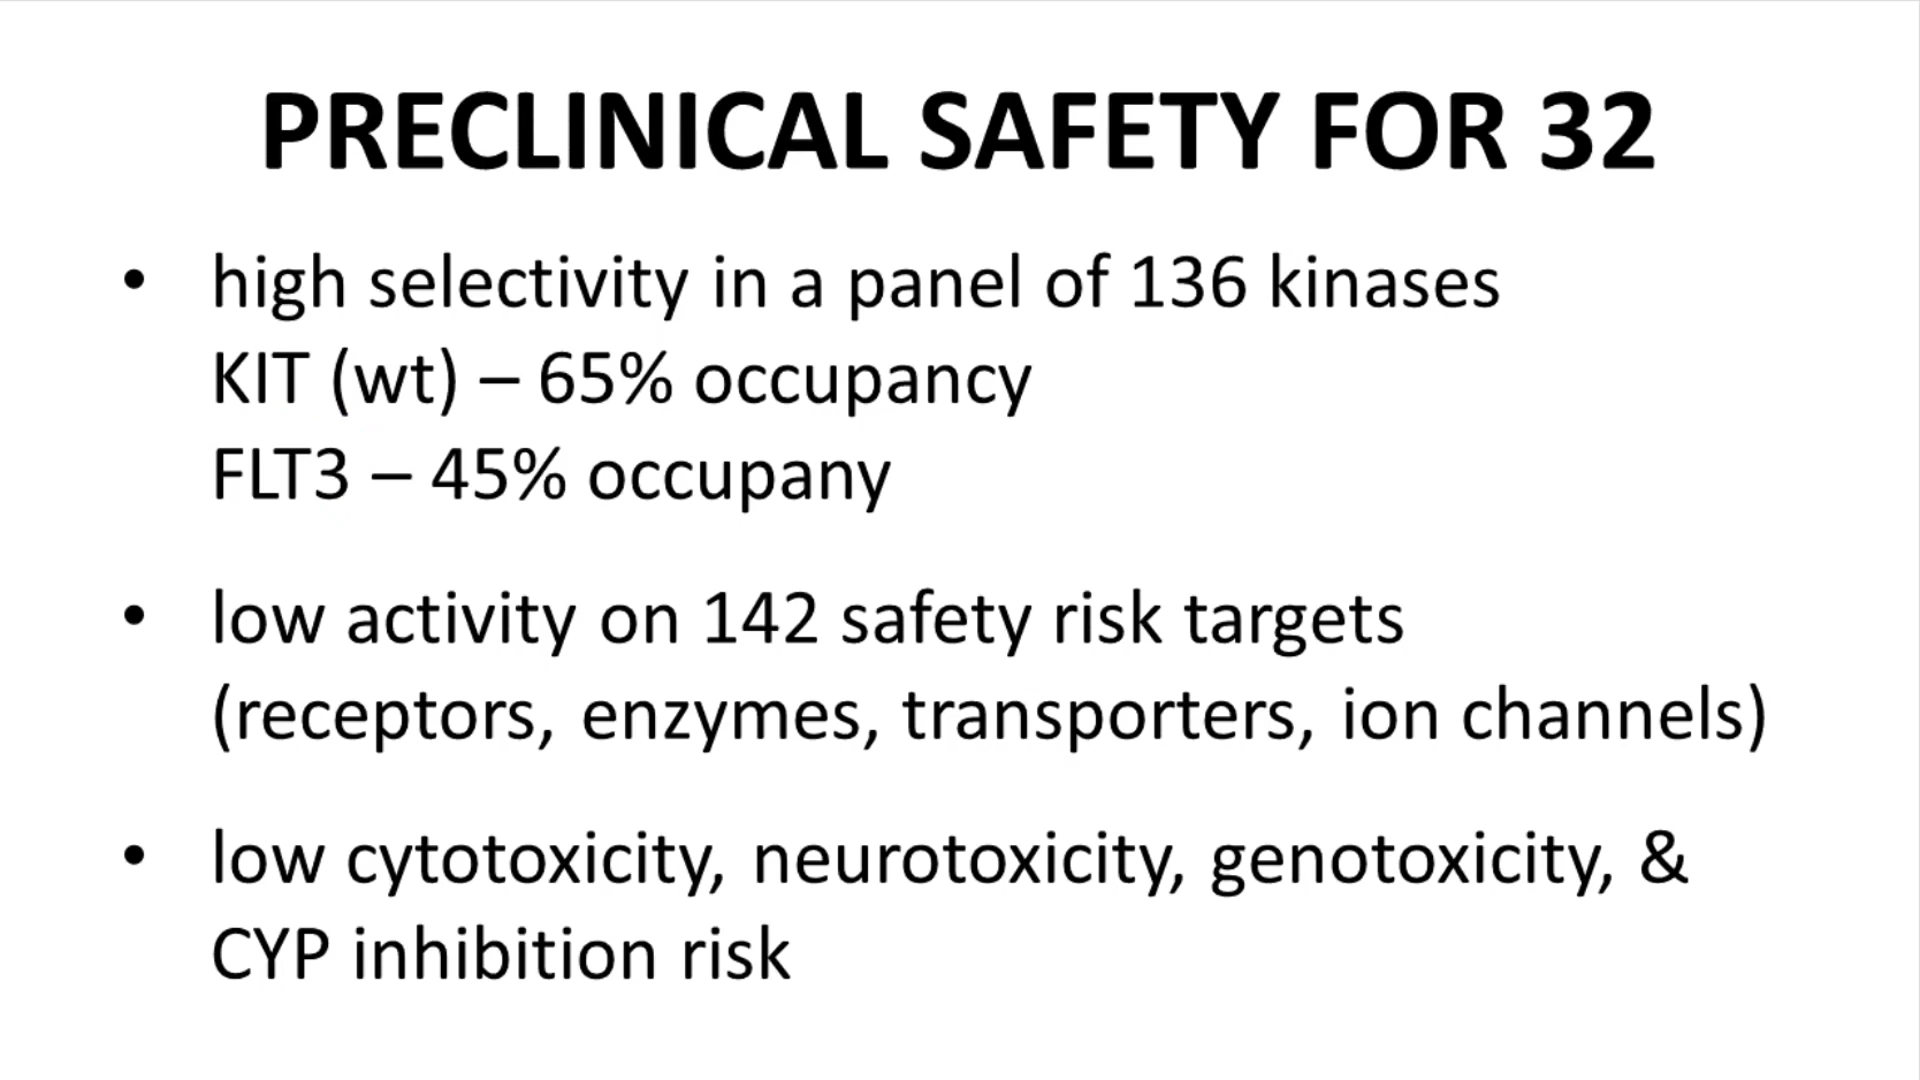 PRECLINICAL SAFETY FOR 32
• high selectivity in a panel of 136 kinases
KIT (wt) – 65% occupancy
FLT3 – 45% occupany
• low activity on 142 safety risk targets
(receptors, enzymes, transporters, ion channels)
• low cytotoxicity, neurotoxicity, genotoxicity, &
CYP inhibition risk